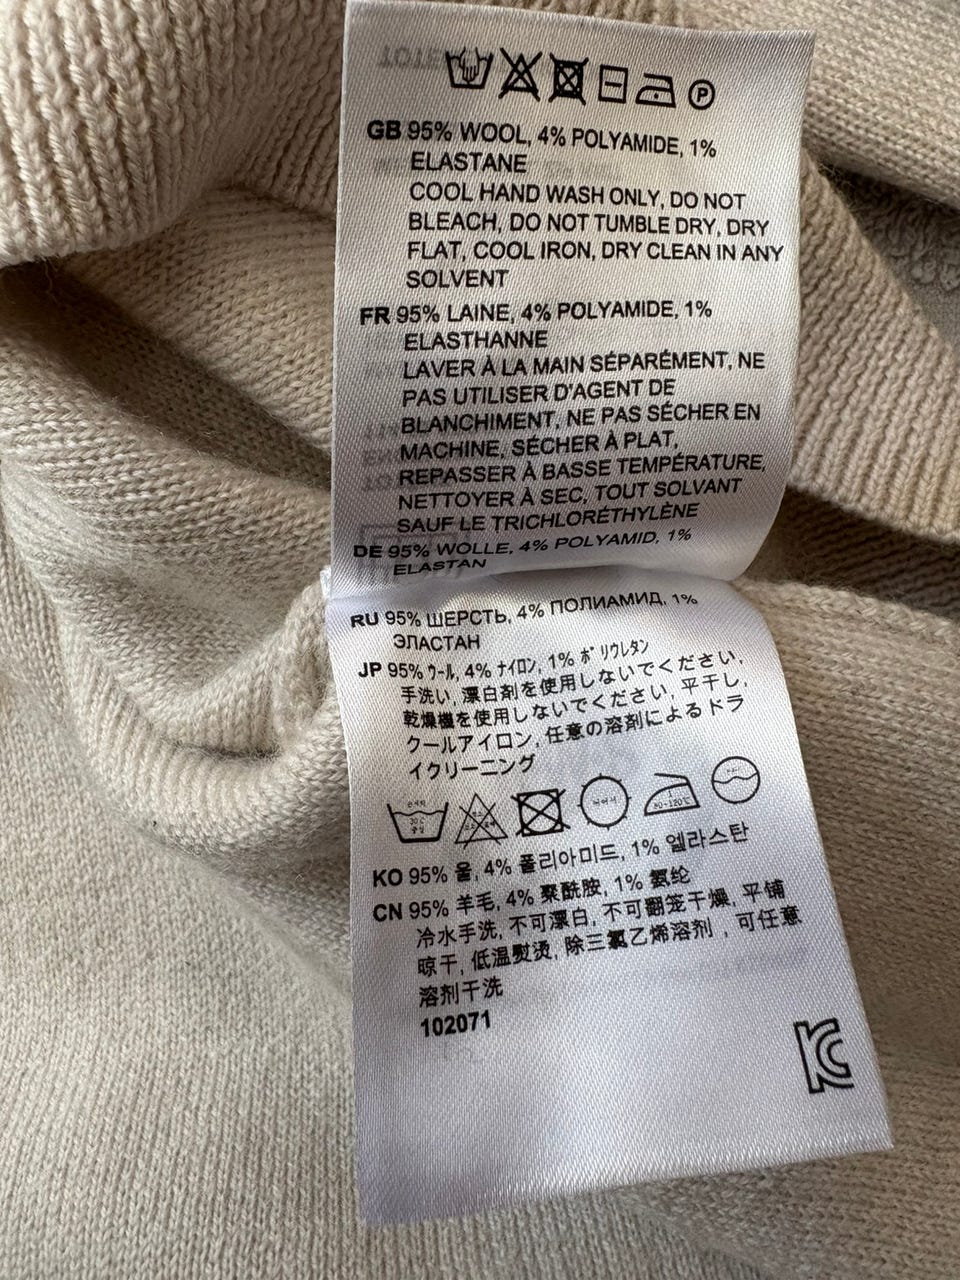 GB 95% WOOL, 4% POLYAMIDE, 1%
ELASTANE
COOL HAND WASH ONLY, DO NOT
BLEACH, DO NOT TUMBLE DRY, DRY
FLAT, COOL IRON, DRY CLEAN IN ANY
SOLVENT
FR 95% LAINE, 4% POLYAMIDE, 1%
ELASTHANNE
LAVER À LA MAIN SÉPARÉMENT, NE
PAS UTILISER D'AGENT DE
BLANCHIMENT, NE PAS SÉCHER EN
MACHINE, SÉCHER À PLAT,
REPASSER À BASSE TEMPÉRATURE,
NETTOYER À SEC, TOUT SOLVANT
SAUF LE TRICHLORÉTHYLÈNE
DE 95% WOLLE, 4% POLYAMID, 1%
ELASTAN
RU 95% ШЕРСТЬ, 4% ПОЛИАМИД, 1%
ЭЛАСТАН
JP 95% ウール, 4% ナイロン, 1% ポリウレタン
手洗い, 漂白剤を使用しないでください,
乾燥機を使用しないでください, 平干し,
クールアイロン, 任意の溶剤によるドラ
イクリーニング
30℃
80~120℃
KO 95% 울, 4% 폴리아미드, 1% 엘라스탄
CN 95% 羊毛, 4% 聚酰胺, 1% 氨纶
冷水手洗, 不可漂白, 不可翻笼干燥, 平铺
晾干, 低温熨烫, 除三氯乙烯溶剂，可任意
溶剂干洗
102071